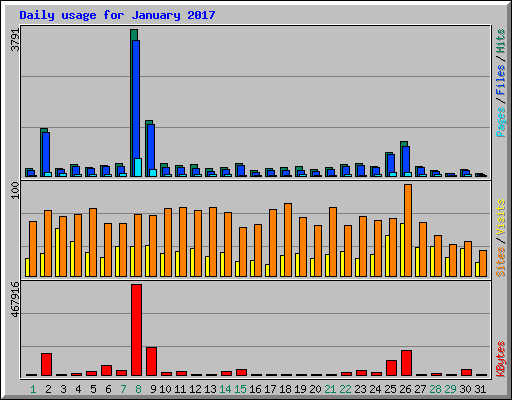 Daily usage for January 2017
3791
Pages / Files / Hits
100
Sites / Visits
467916
KBytes
1 2 3 4 5 6 7 8 9 10 11 12 13 14 15 16 17 18 19 20 21 22 23 24 25 26 27 28 29 30 31